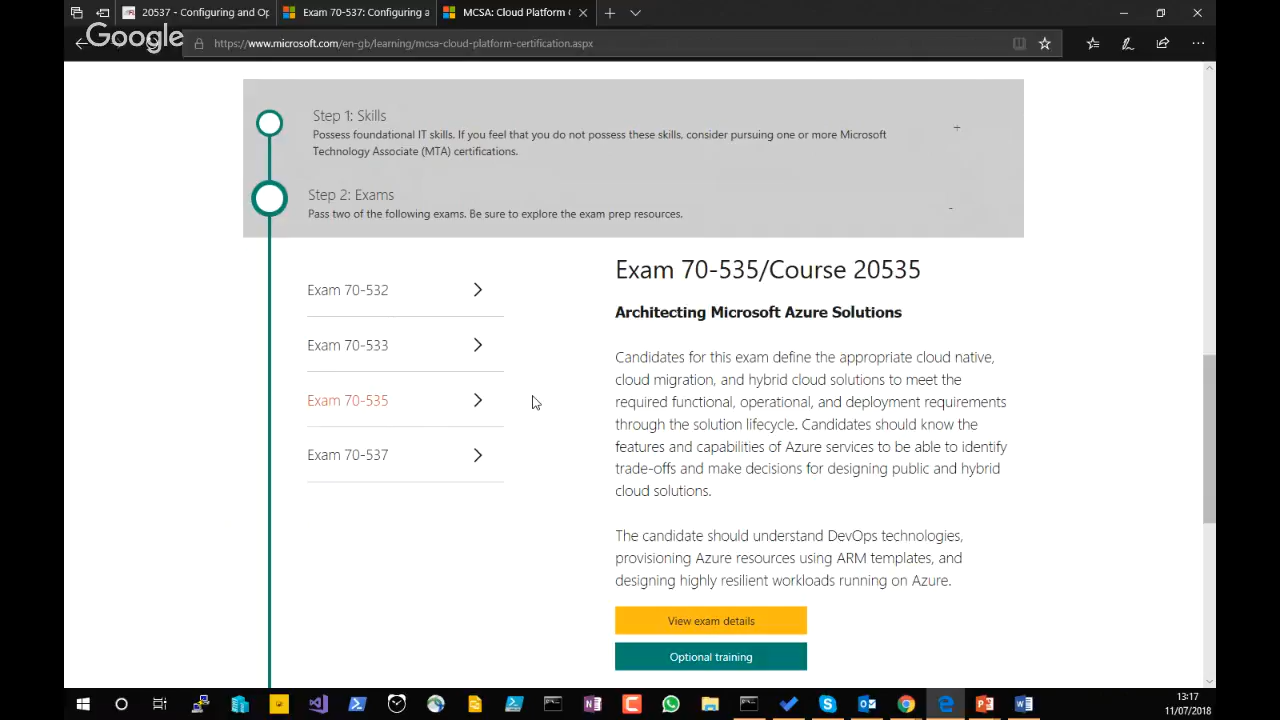 20537 - Configuring and Op
Exam 70-537: Configuring a
MCSA: Cloud Platform
Google
https://www.microsoft.com/en-gb/learning/mcsa-cloud-platform-certification.aspx
Step 1: Skills
Possess foundational IT skills. If you feel that you do not possess these skills, consider pursuing one or more Microsoft
Technology Associate (MTA) certifications.
+
Step 2: Exams
Pass two of the following exams. Be sure to explore the exam prep resources.
-
Exam 70-532
Exam 70-533
Exam 70-535
Exam 70-537
Exam 70-535/Course 20535
Architecting Microsoft Azure Solutions
Candidates for this exam define the appropriate cloud native,
cloud migration, and hybrid cloud solutions to meet the
required functional, operational, and deployment requirements
through the solution lifecycle. Candidates should know the
features and capabilities of Azure services to be able to identify
trade-offs and make decisions for designing public and hybrid
cloud solutions.
The candidate should understand DevOps technologies,
provisioning Azure resources using ARM templates, and
designing highly resilient workloads running on Azure.
View exam details
Optional training
13:17
11/07/2018